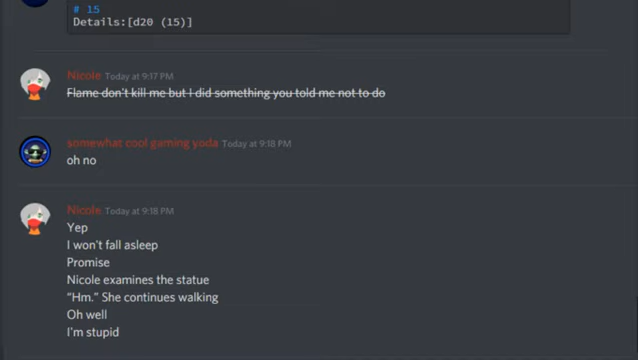 # 15
Details:[d20 (15)]
Nicole Today at 9:17 PM
Flame don't kill me but I did something you told me not to do
somewhat cool gaming yoda Today at 9:18 PM
oh no
Nicole Today at 9:18 PM
Yep
I won't fall asleep
Promise
Nicole examines the statue
"Hm." She continues walking
Oh well
I'm stupid